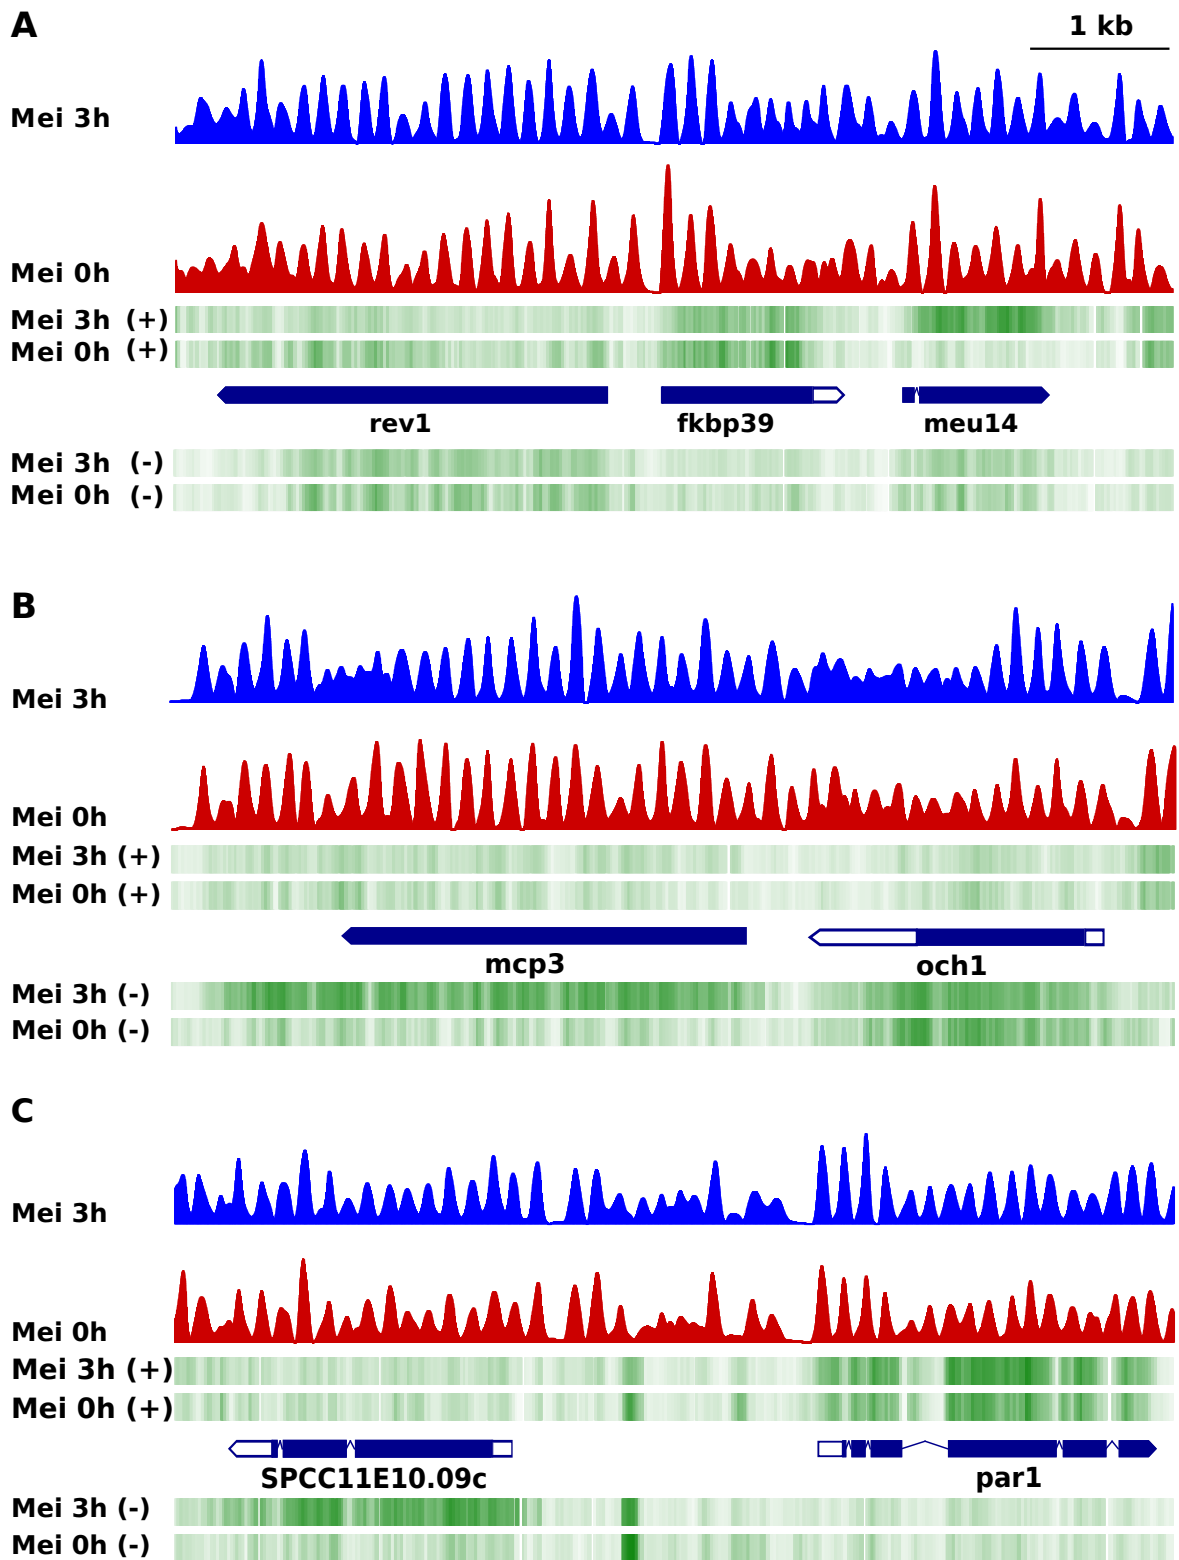 A
1 kb
Mei 3h
Mei 0h
Mei 3h (+)
Mei 0h (+)
rev1 fkbp39 meu14
Mei 3h (-)
Mei 0h (-)
B
Mei 3h
Mei 0h
Mei 3h (+)
Mei 0h (+)
mcp3 och1
Mei 3h (-)
Mei 0h (-)
C
Mei 3h
Mei 0h
Mei 3h (+)
Mei 0h (+)
SPCC11E10.09c par1
Mei 3h (-)
Mei 0h (-)